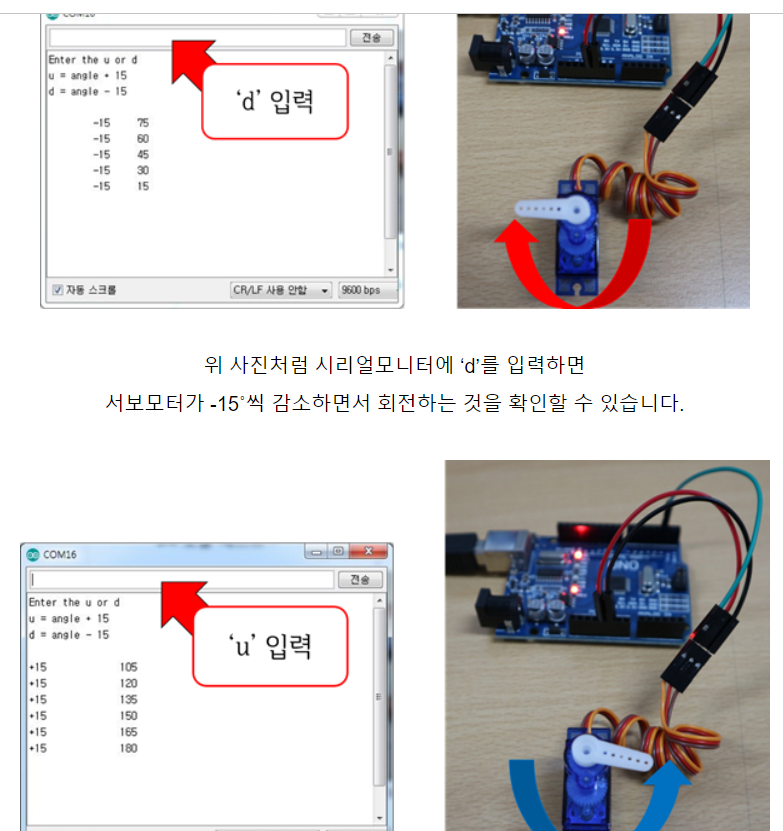 COM16
전송
Enter the u or d
u = angle + 15
d = angle - 15
-15 75
-15 60
-15 45
-15 30
-15 15
‘d’ 입력
자동 스크롤
CR/LF 사용 안함
9600 bps
위 사진처럼 시리얼모니터에 ‘d’를 입력하면
서보모터가 -15˚씩 감소하면서 회전하는 것을 확인할 수 있습니다.
COM16
전송
Enter the u or d
u = angle + 15
d = angle - 15
+15 105
+15 120
+15 135
+15 150
+15 165
+15 180
‘u’ 입력
UNO